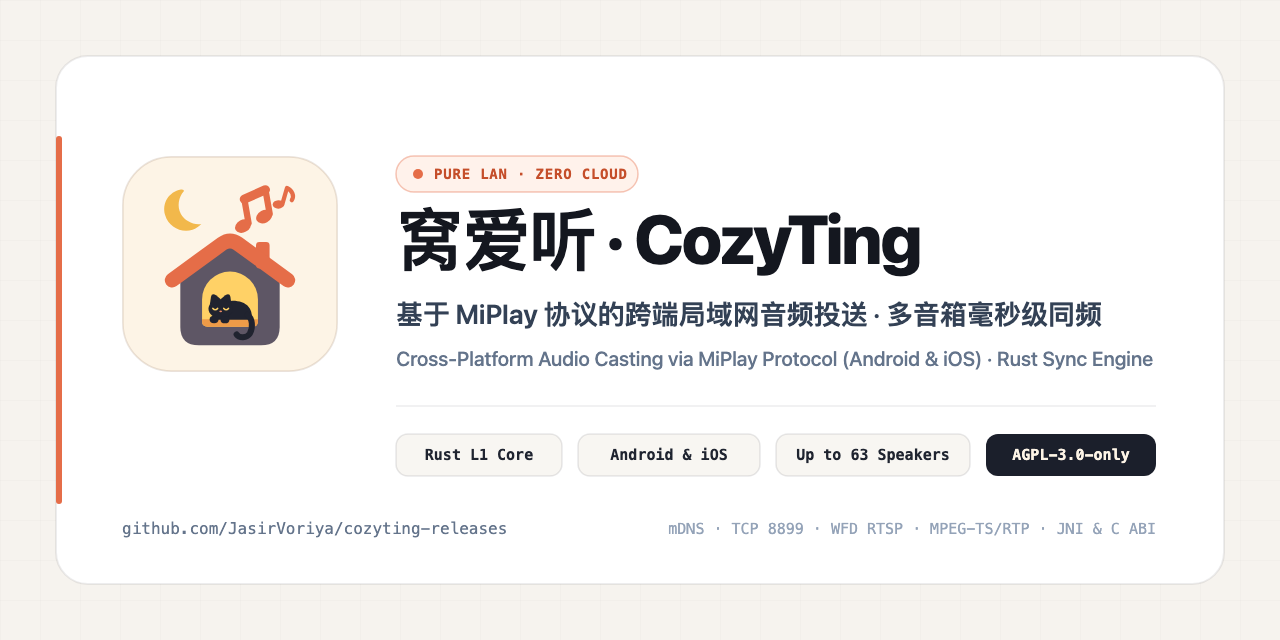 PURE LAN · ZERO CLOUD
窝爱听 · CozyTing
基于 MiPlay 协议的跨端局域网音频投送 · 多音箱毫秒级同频
Cross-Platform Audio Casting via MiPlay Protocol (Android & iOS) · Rust Sync Engine
Rust L1 Core
Android & iOS
Up to 63 Speakers
AGPL-3.0-only
github.com/JasirVoriya/cozyting-releases
mDNS · TCP 8899 · WFD RTSP · MPEG-TS/RTP · JNI & C ABI